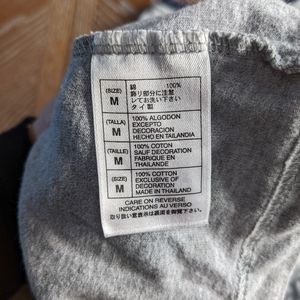 (SIZE) M
綿 100%
飾り部分に注意
してお洗い下さい
タイ製
(TALLA) M
100% ALGODON
EXCEPTO
DECORACION
HECHO EN TAILANDIA
(TAILLE) M
100% COTON
SAUF DECORATION
FABRIQUE EN
THAILANDE
(SIZE) M
100% COTTON
EXCLUSIVE OF
DECORATION
MADE IN THAILAND
CARE ON REVERSE
INDICATIONS AU VERSO
取り扱い表示は裏面を御覧下さい。